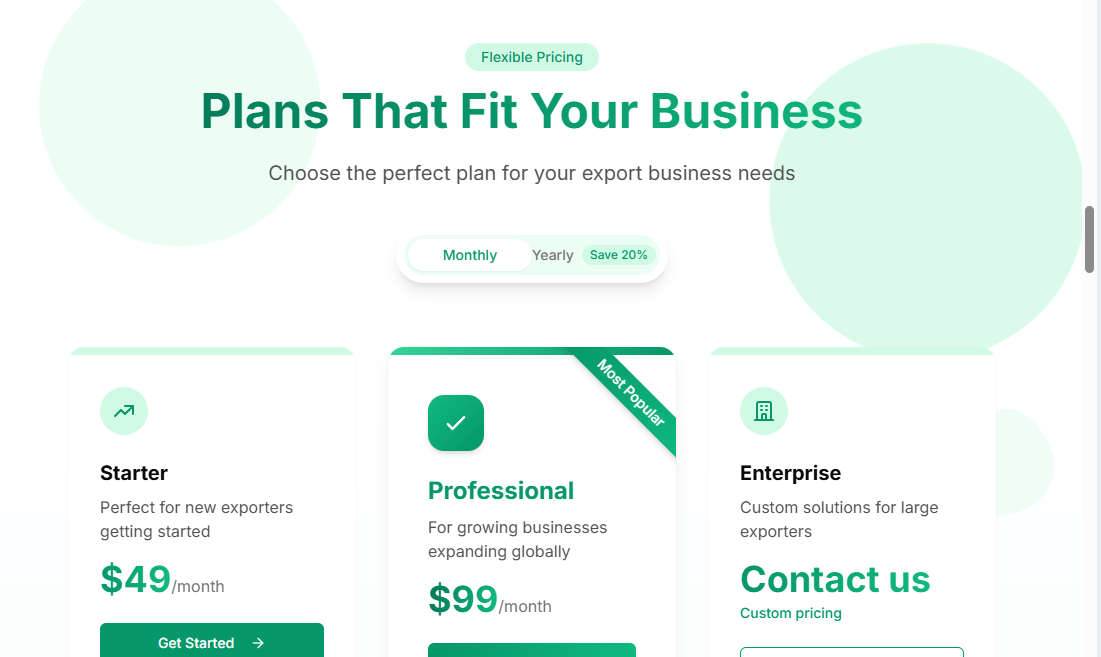 Flexible Pricing
Plans That Fit Your Business
Choose the perfect plan for your export business needs
Monthly
Yearly
Save 20%
Starter
Perfect for new exporters
getting started
$49/month
Get Started →
Most Popular
Professional
For growing businesses
expanding globally
$99/month
Enterprise
Custom solutions for large
exporters
Contact us
Custom pricing